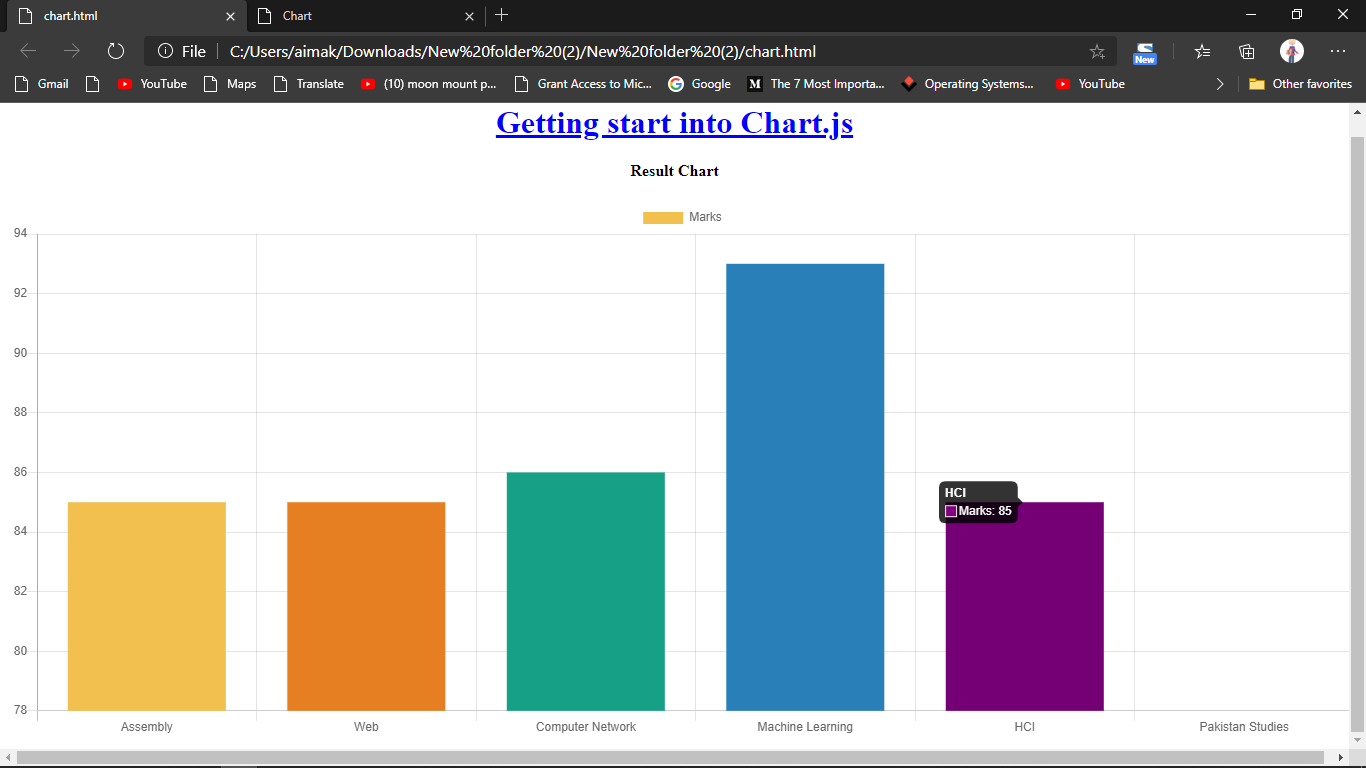 chart.html
Chart
File
C:/Users/aimak/Downloads/New%20folder%20(2)/New%20folder%20(2)/chart.html
New
Gmail
YouTube
Maps
Translate
(10) moon mount p...
Grant Access to Mic...
Google
M
The 7 Most Importa...
Operating Systems...
YouTube
Other favorites
Getting start into Chart.js
Result Chart
Marks
94
92
90
88
86
84
82
80
78
HCI
Marks: 85
Assembly
Web
Computer Network
Machine Learning
HCI
Pakistan Studies